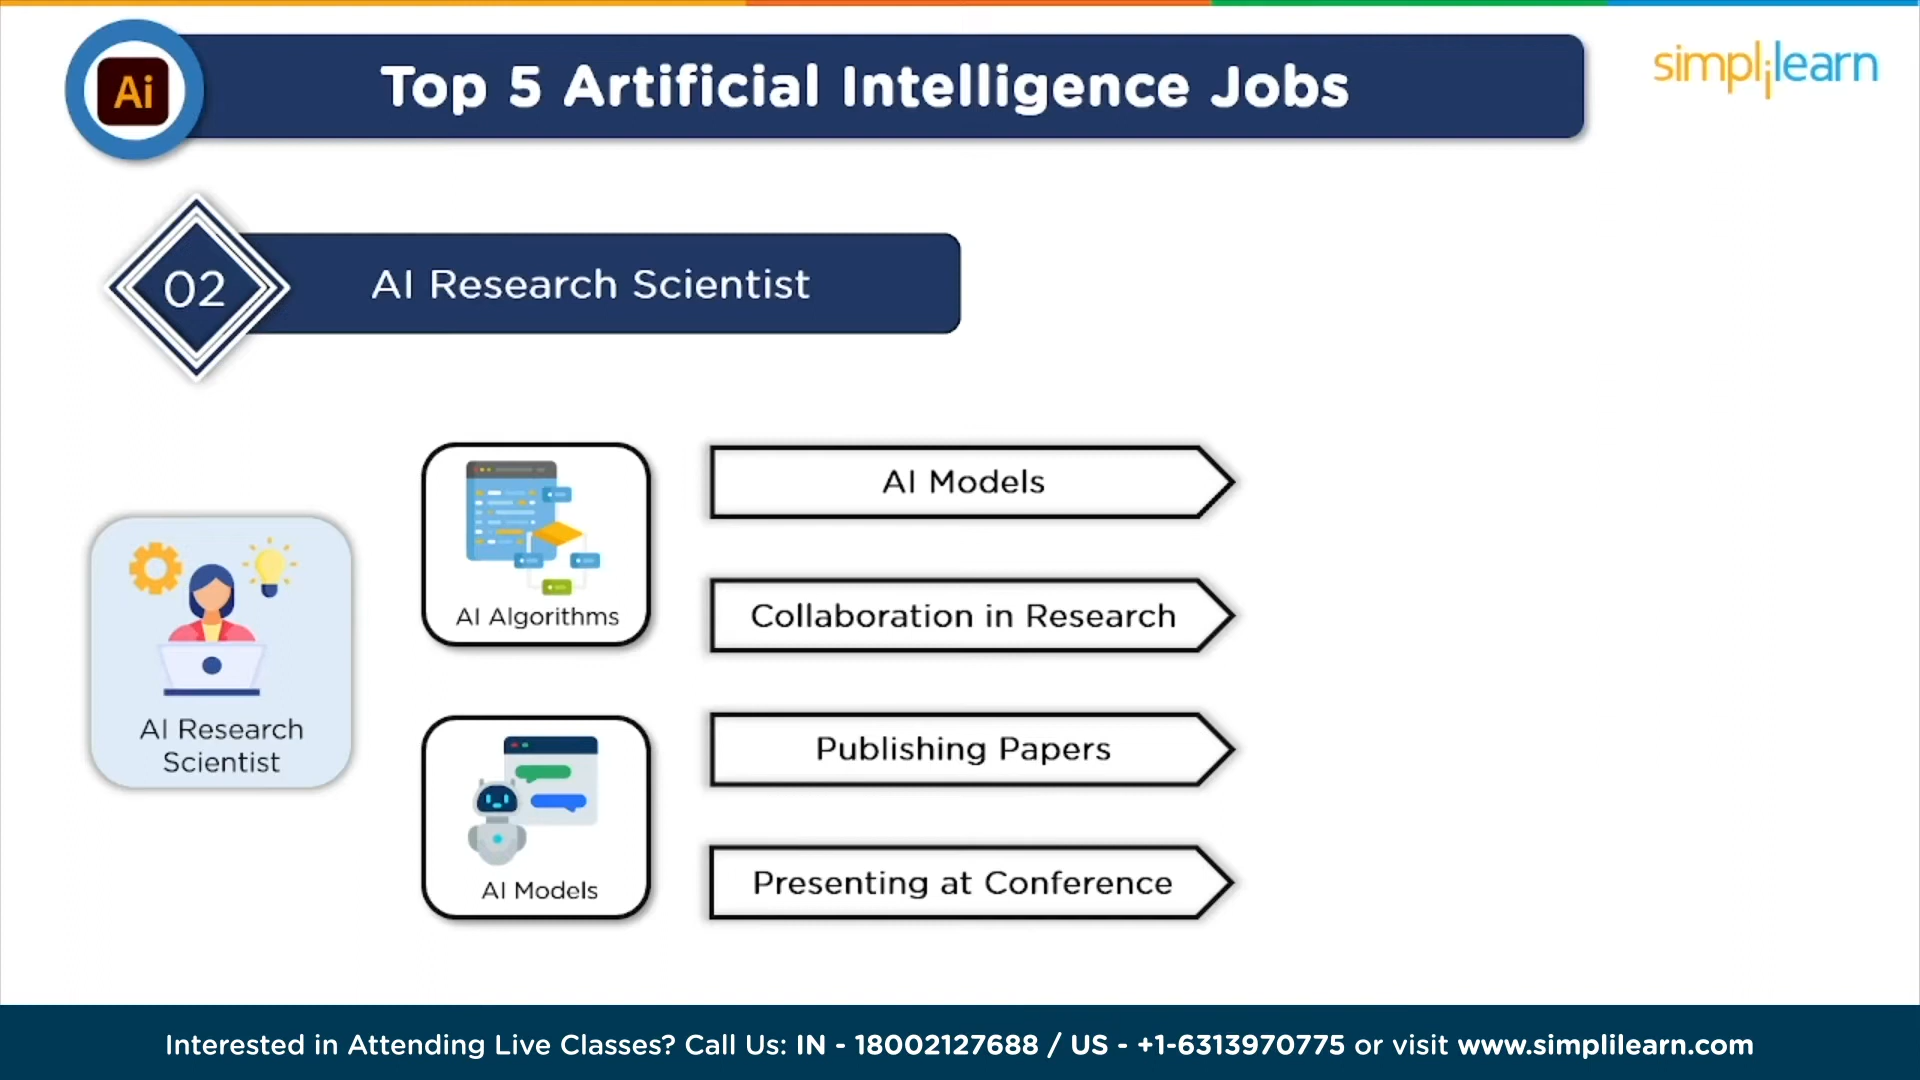 Ai
Top 5 Artificial Intelligence Jobs
simplilearn
02
AI Research Scientist
AI Research
Scientist
AI Algorithms
AI Models
AI Models
Collaboration in Research
Publishing Papers
Presenting at Conference
Interested in Attending Live Classes? Call Us: IN - 18002127688 / US - +1-6313970775 or visit www.simplilearn.com